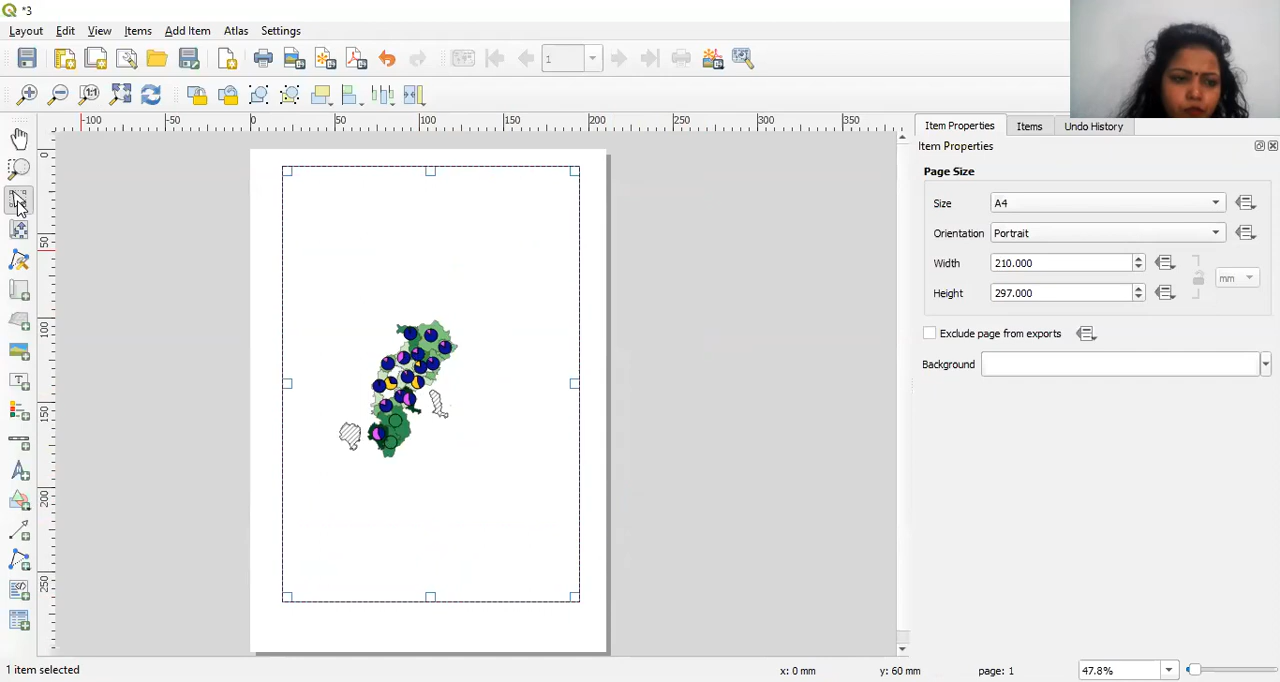 *3
Layout Edit View Items Add Item Atlas Settings
1
-100 -50 0 50 100 150 200 250 300 350
Item Properties Items Undo History
Item Properties
Page Size
Size A4
Orientation Portrait
Width 210.000
mm
Height 297.000
Exclude page from exports
Background
0
50
100
150
200
250
1 item selected
x: 0 mm y: 60 mm page: 1 47.8%